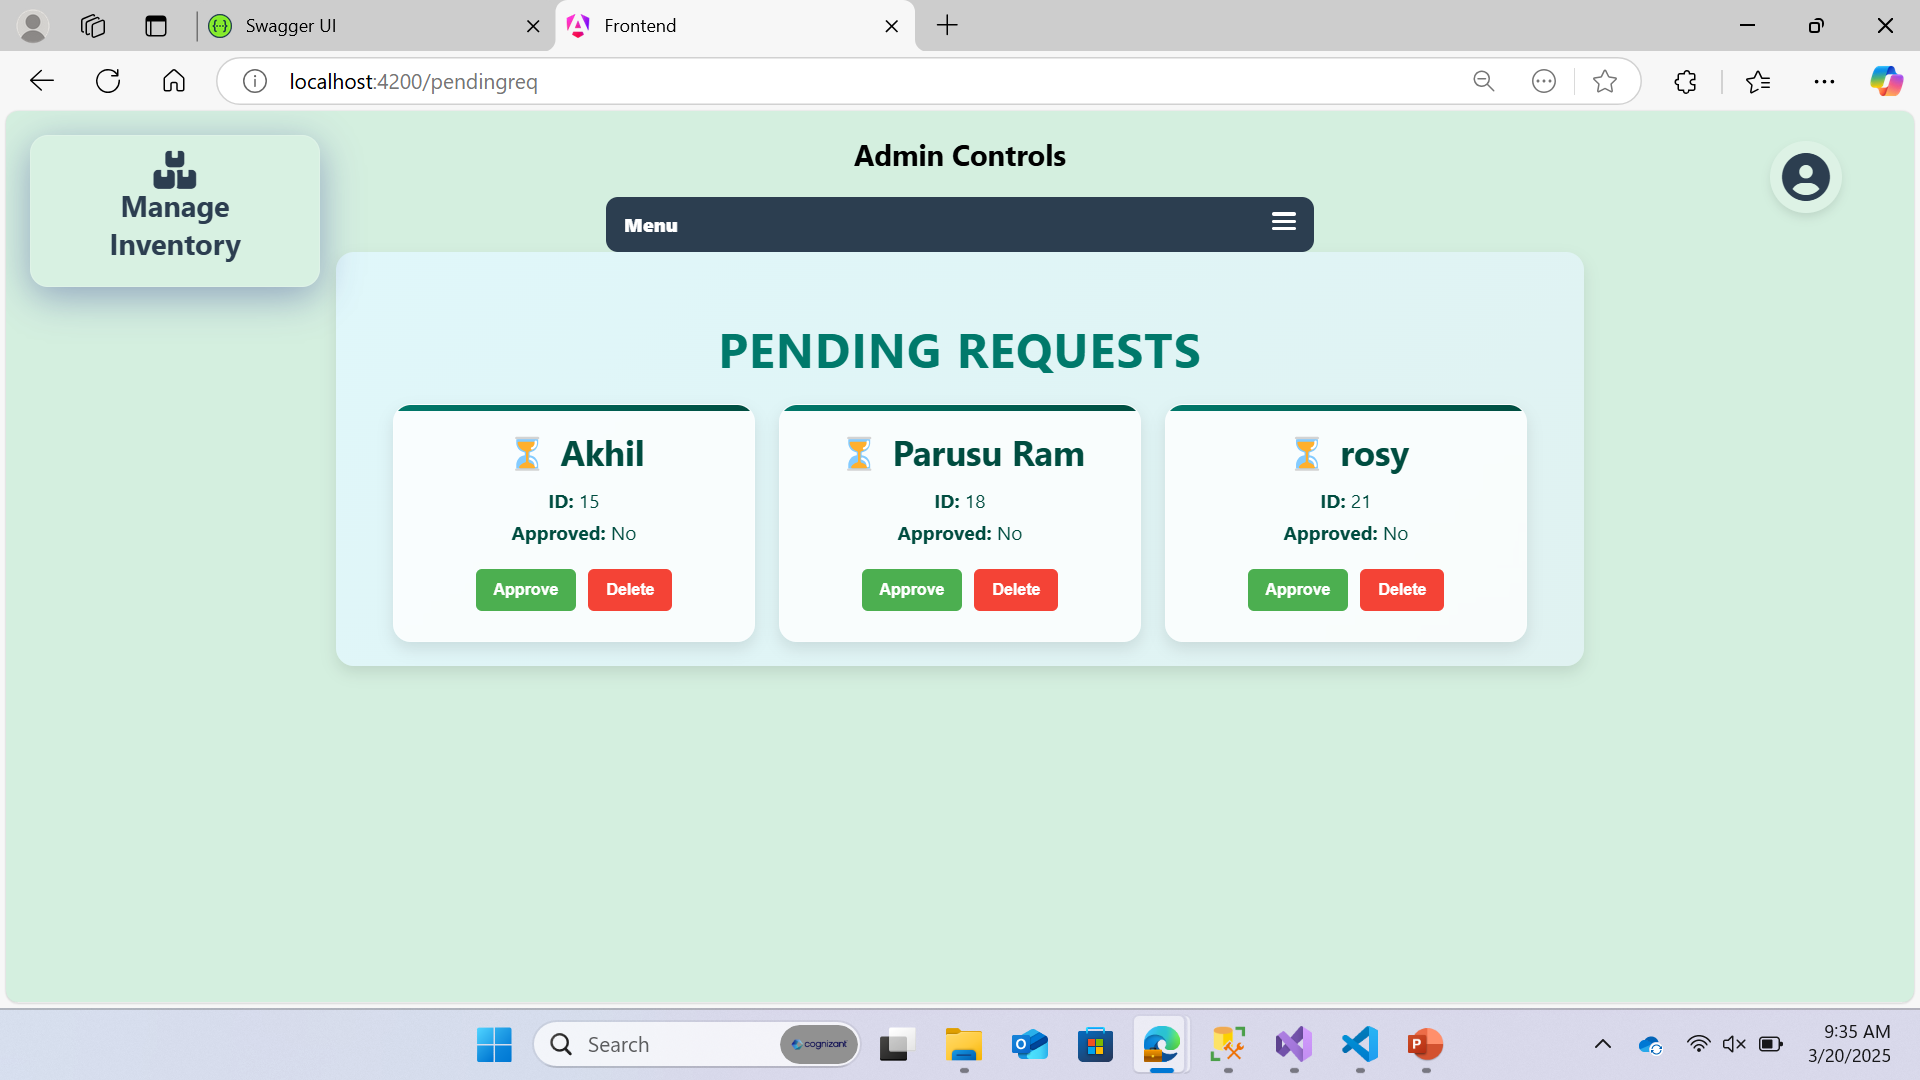 Swagger UI
Frontend
localhost:4200/pendingreq
Manage
Inventory
Admin Controls
Menu
PENDING REQUESTS
Akhil
ID: 15
Approved: No
Approve Delete
Parusu Ram
ID: 18
Approved: No
Approve Delete
rosy
ID: 21
Approved: No
Approve Delete
Search
cognizant
9:35 AM
3/20/2025